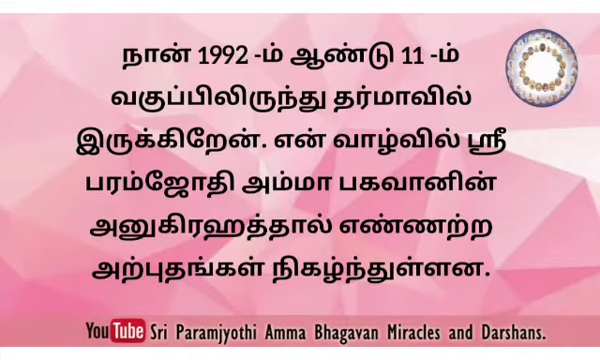 நான் 1992 -ம் ஆண்டு 11 -ம்
வகுப்பிலிருந்து தர்மாவில்
இருக்கிறேன். என் வாழ்வில் ஸ்ரீ
பரம்ஜோதி அம்மா பகவானின்
அனுகிரஹத்தால் எண்ணற்ற
அற்புதங்கள் நிகழ்ந்துள்ளன.
YouTube Sri Paramjyothi Amma Bhagavan Miracles and Darshans.